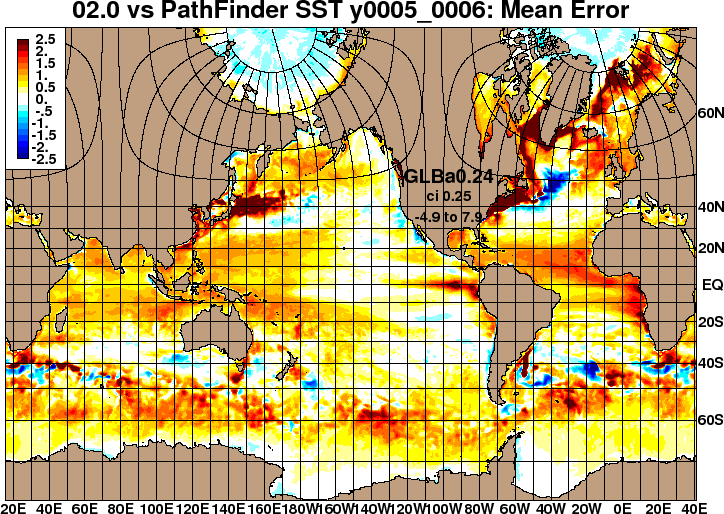 02.0 vs PathFinder SST y0005_0006: Mean Error
2.5
2.
1.5
1.
0.5
0.
-.5
-1.
-1.5
-2.
-2.5
GLBa0.24
ci 0.25
-4.9 to 7.9
60N
40N
20N
EQ
20S
40S
60S
20E 40E 60E 80E 100E 120E 140E 160E 180W 160W 140W 120W 100W 80W 60W 40W 20W 0E 20E 40E